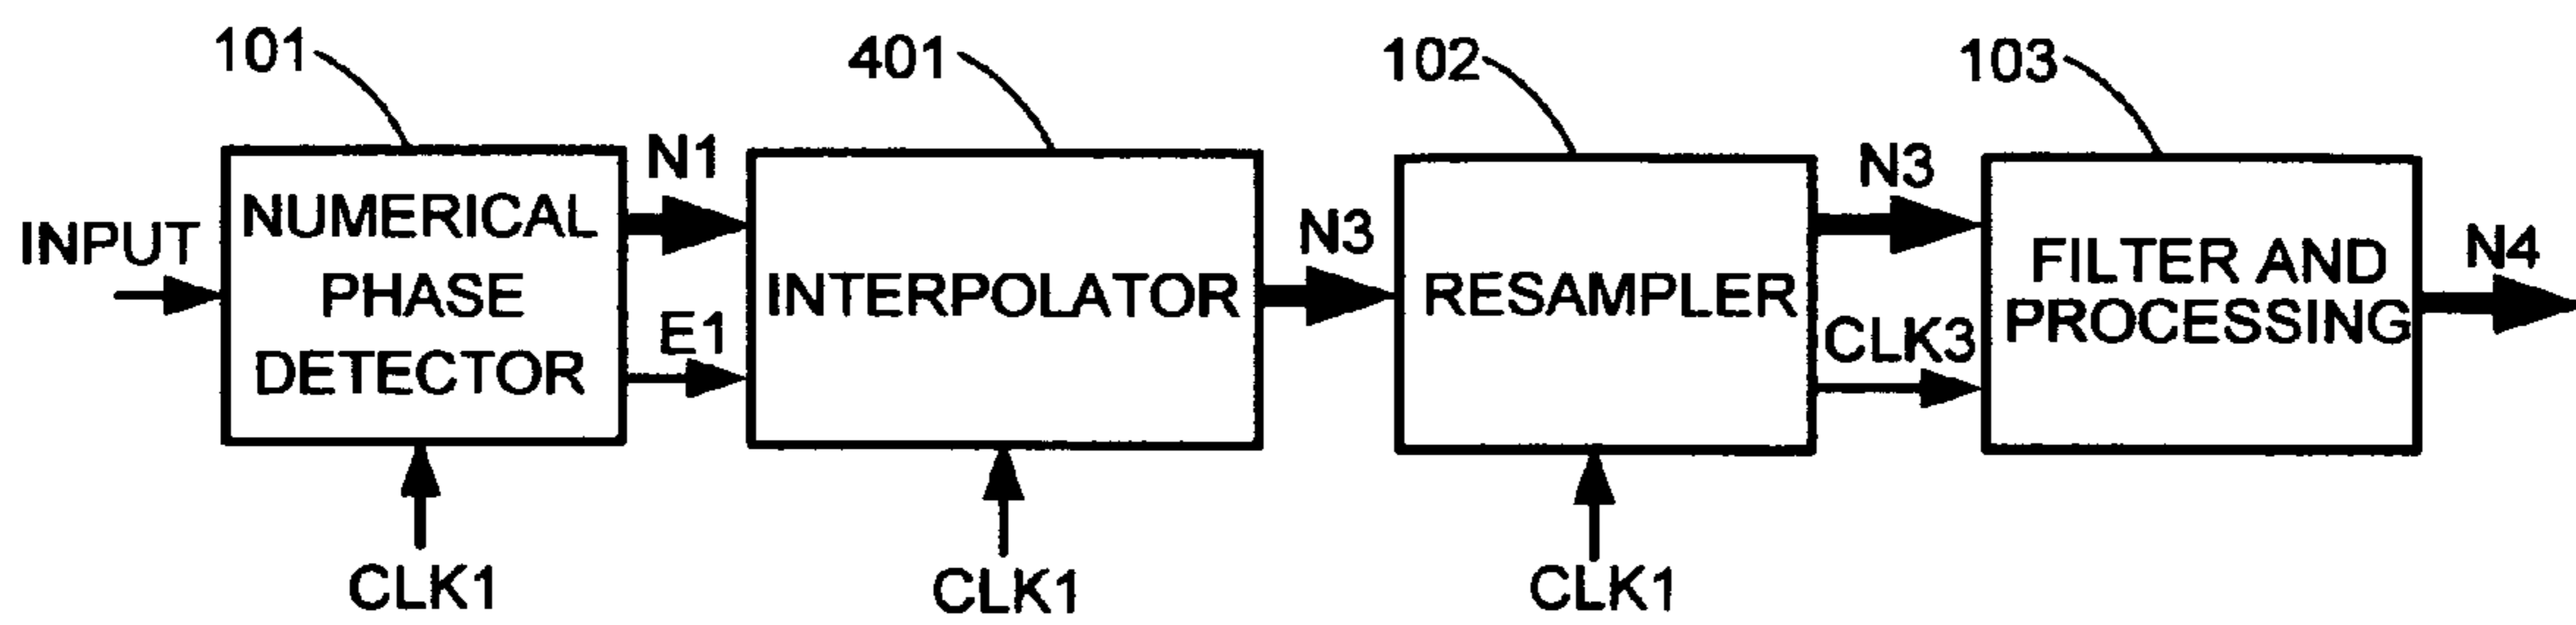 101
401
102
103
INPUT
NUMERICAL
PHASE
DETECTOR
N1
E1
INTERPOLATOR
N3
RESAMPLER
N3
CLK3
FILTER AND
PROCESSING
N4
CLK1
CLK1
CLK1